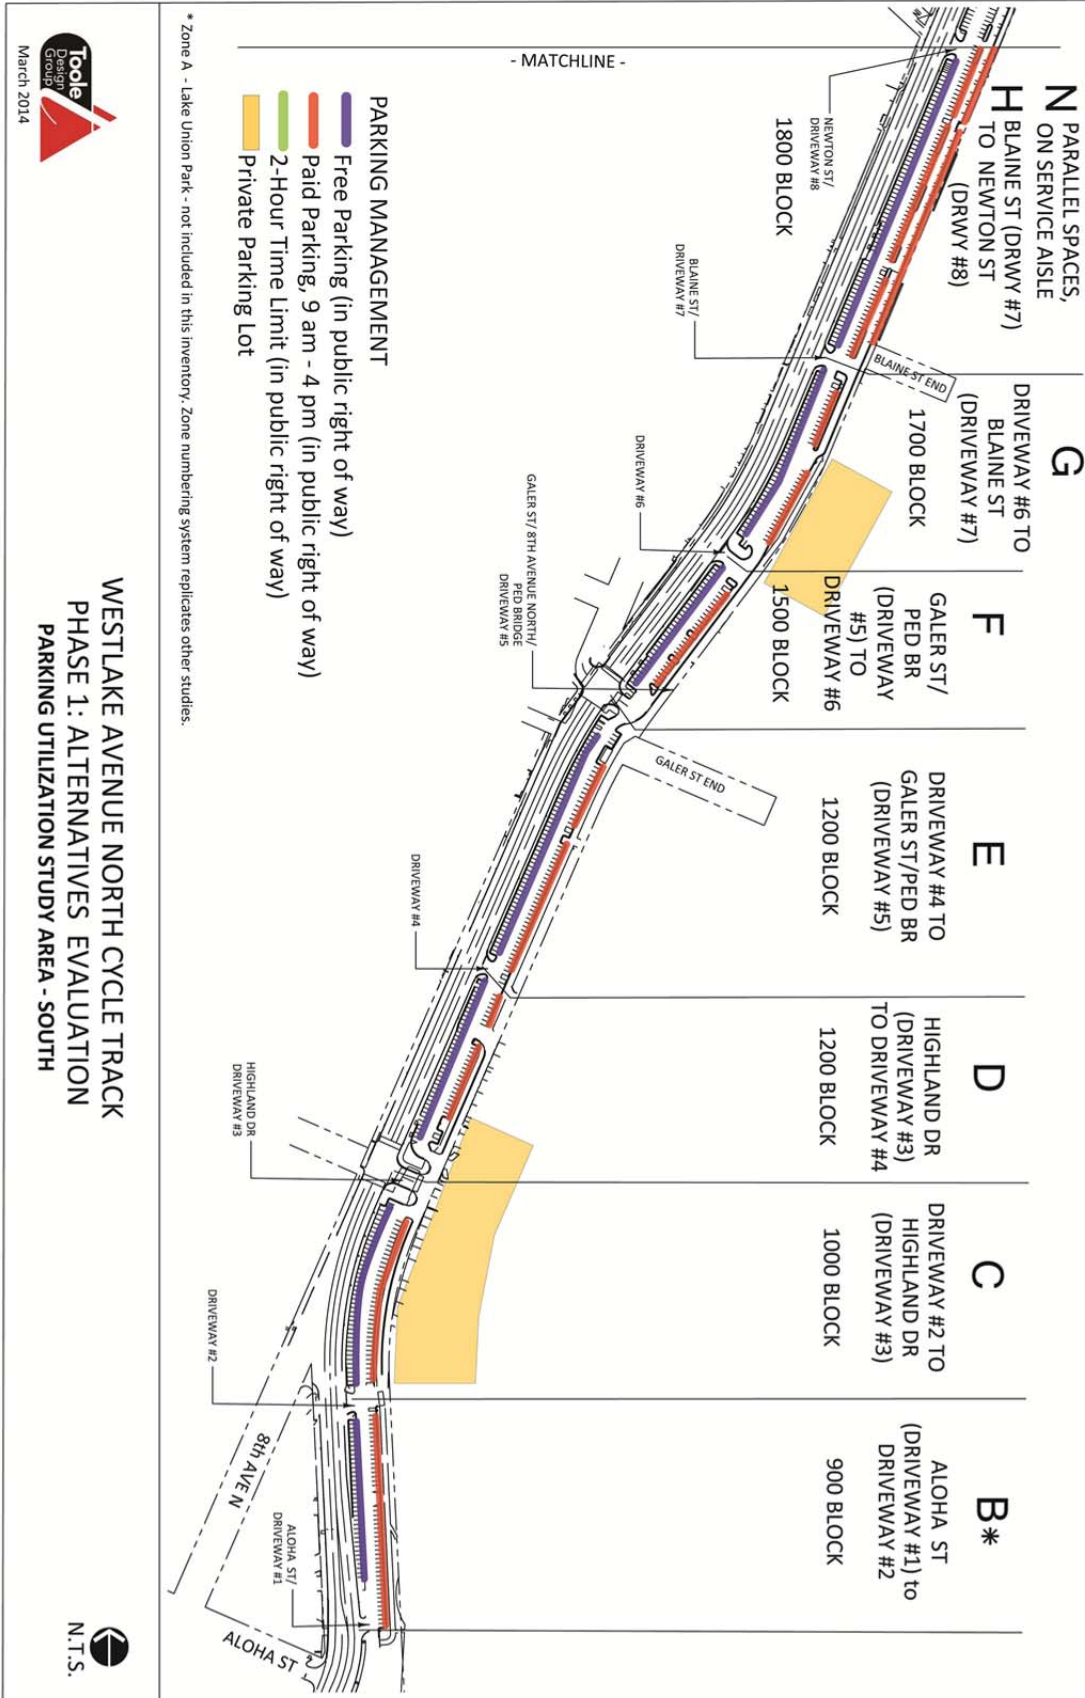 N PARALLEL SPACES,
ON SERVICE AISLE
H BLAINE ST (DRWY #7)
TO NEWTON ST
(DRWY #8)
1800 BLOCK
G
DRIVEWAY #6 TO
BLAINE ST
(DRIVEWAY #7)
1700 BLOCK
F
GALER ST/
PED BR
(DRIVEWAY
#5) TO
DRIVEWAY #6
1500 BLOCK
E
DRIVEWAY #4 TO
GALER ST/PED BR
(DRIVEWAY #5)
1200 BLOCK
D
HIGHLAND DR
(DRIVEWAY #3)
TO DRIVEWAY #4
1200 BLOCK
C
DRIVEWAY #2 TO
HIGHLAND DR
(DRIVEWAY #3)
1000 BLOCK
B*
ALOHA ST
(DRIVEWAY #1) to
DRIVEWAY #2
900 BLOCK
- MATCHLINE -
NEWTON ST/
DRIVEWAY #8
BLAINE ST/
DRIVEWAY #7
BLAINE ST END
DRIVEWAY #6
GALER ST/ 8TH AVENUE NORTH/
PED BRIDGE
DRIVEWAY #5
GALER ST END
DRIVEWAY #4
HIGHLAND DR
DRIVEWAY #3
DRIVEWAY #2
8th AVE N
ALOHA ST/
DRIVEWAY #1
ALOHA ST
PARKING MANAGEMENT
Free Parking (in public right of way)
Paid Parking, 9 am - 4 pm (in public right of way)
2-Hour Time Limit (in public right of way)
Private Parking Lot
* Zone A - Lake Union Park - not included in this inventory. Zone numbering system replicates other studies.
Toole
Design
Group
March 2014
WESTLAKE AVENUE NORTH CYCLE TRACK
PHASE 1: ALTERNATIVES EVALUATION
PARKING UTILIZATION STUDY AREA - SOUTH
N.T.S.